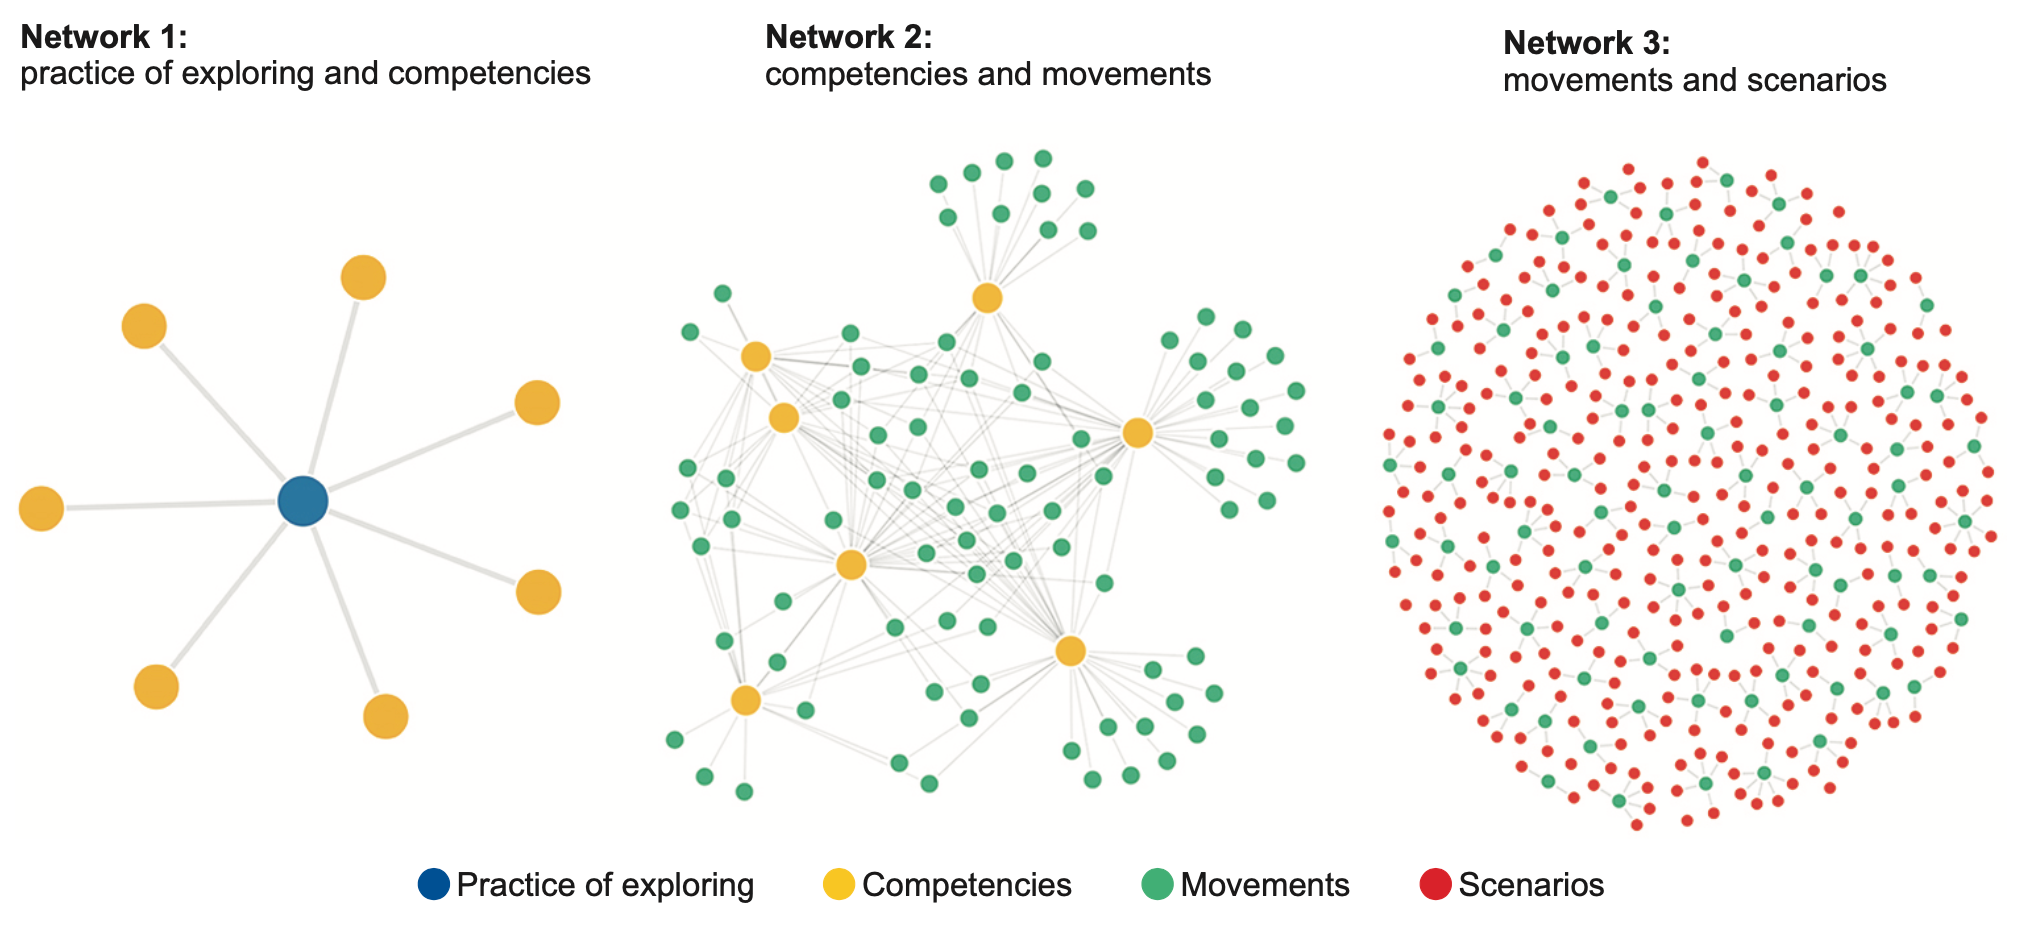 Network 1:
practice of exploring and competencies
Network 2:
competencies and movements
Network 3:
movements and scenarios
Practice of exploring
Competencies
Movements
Scenarios